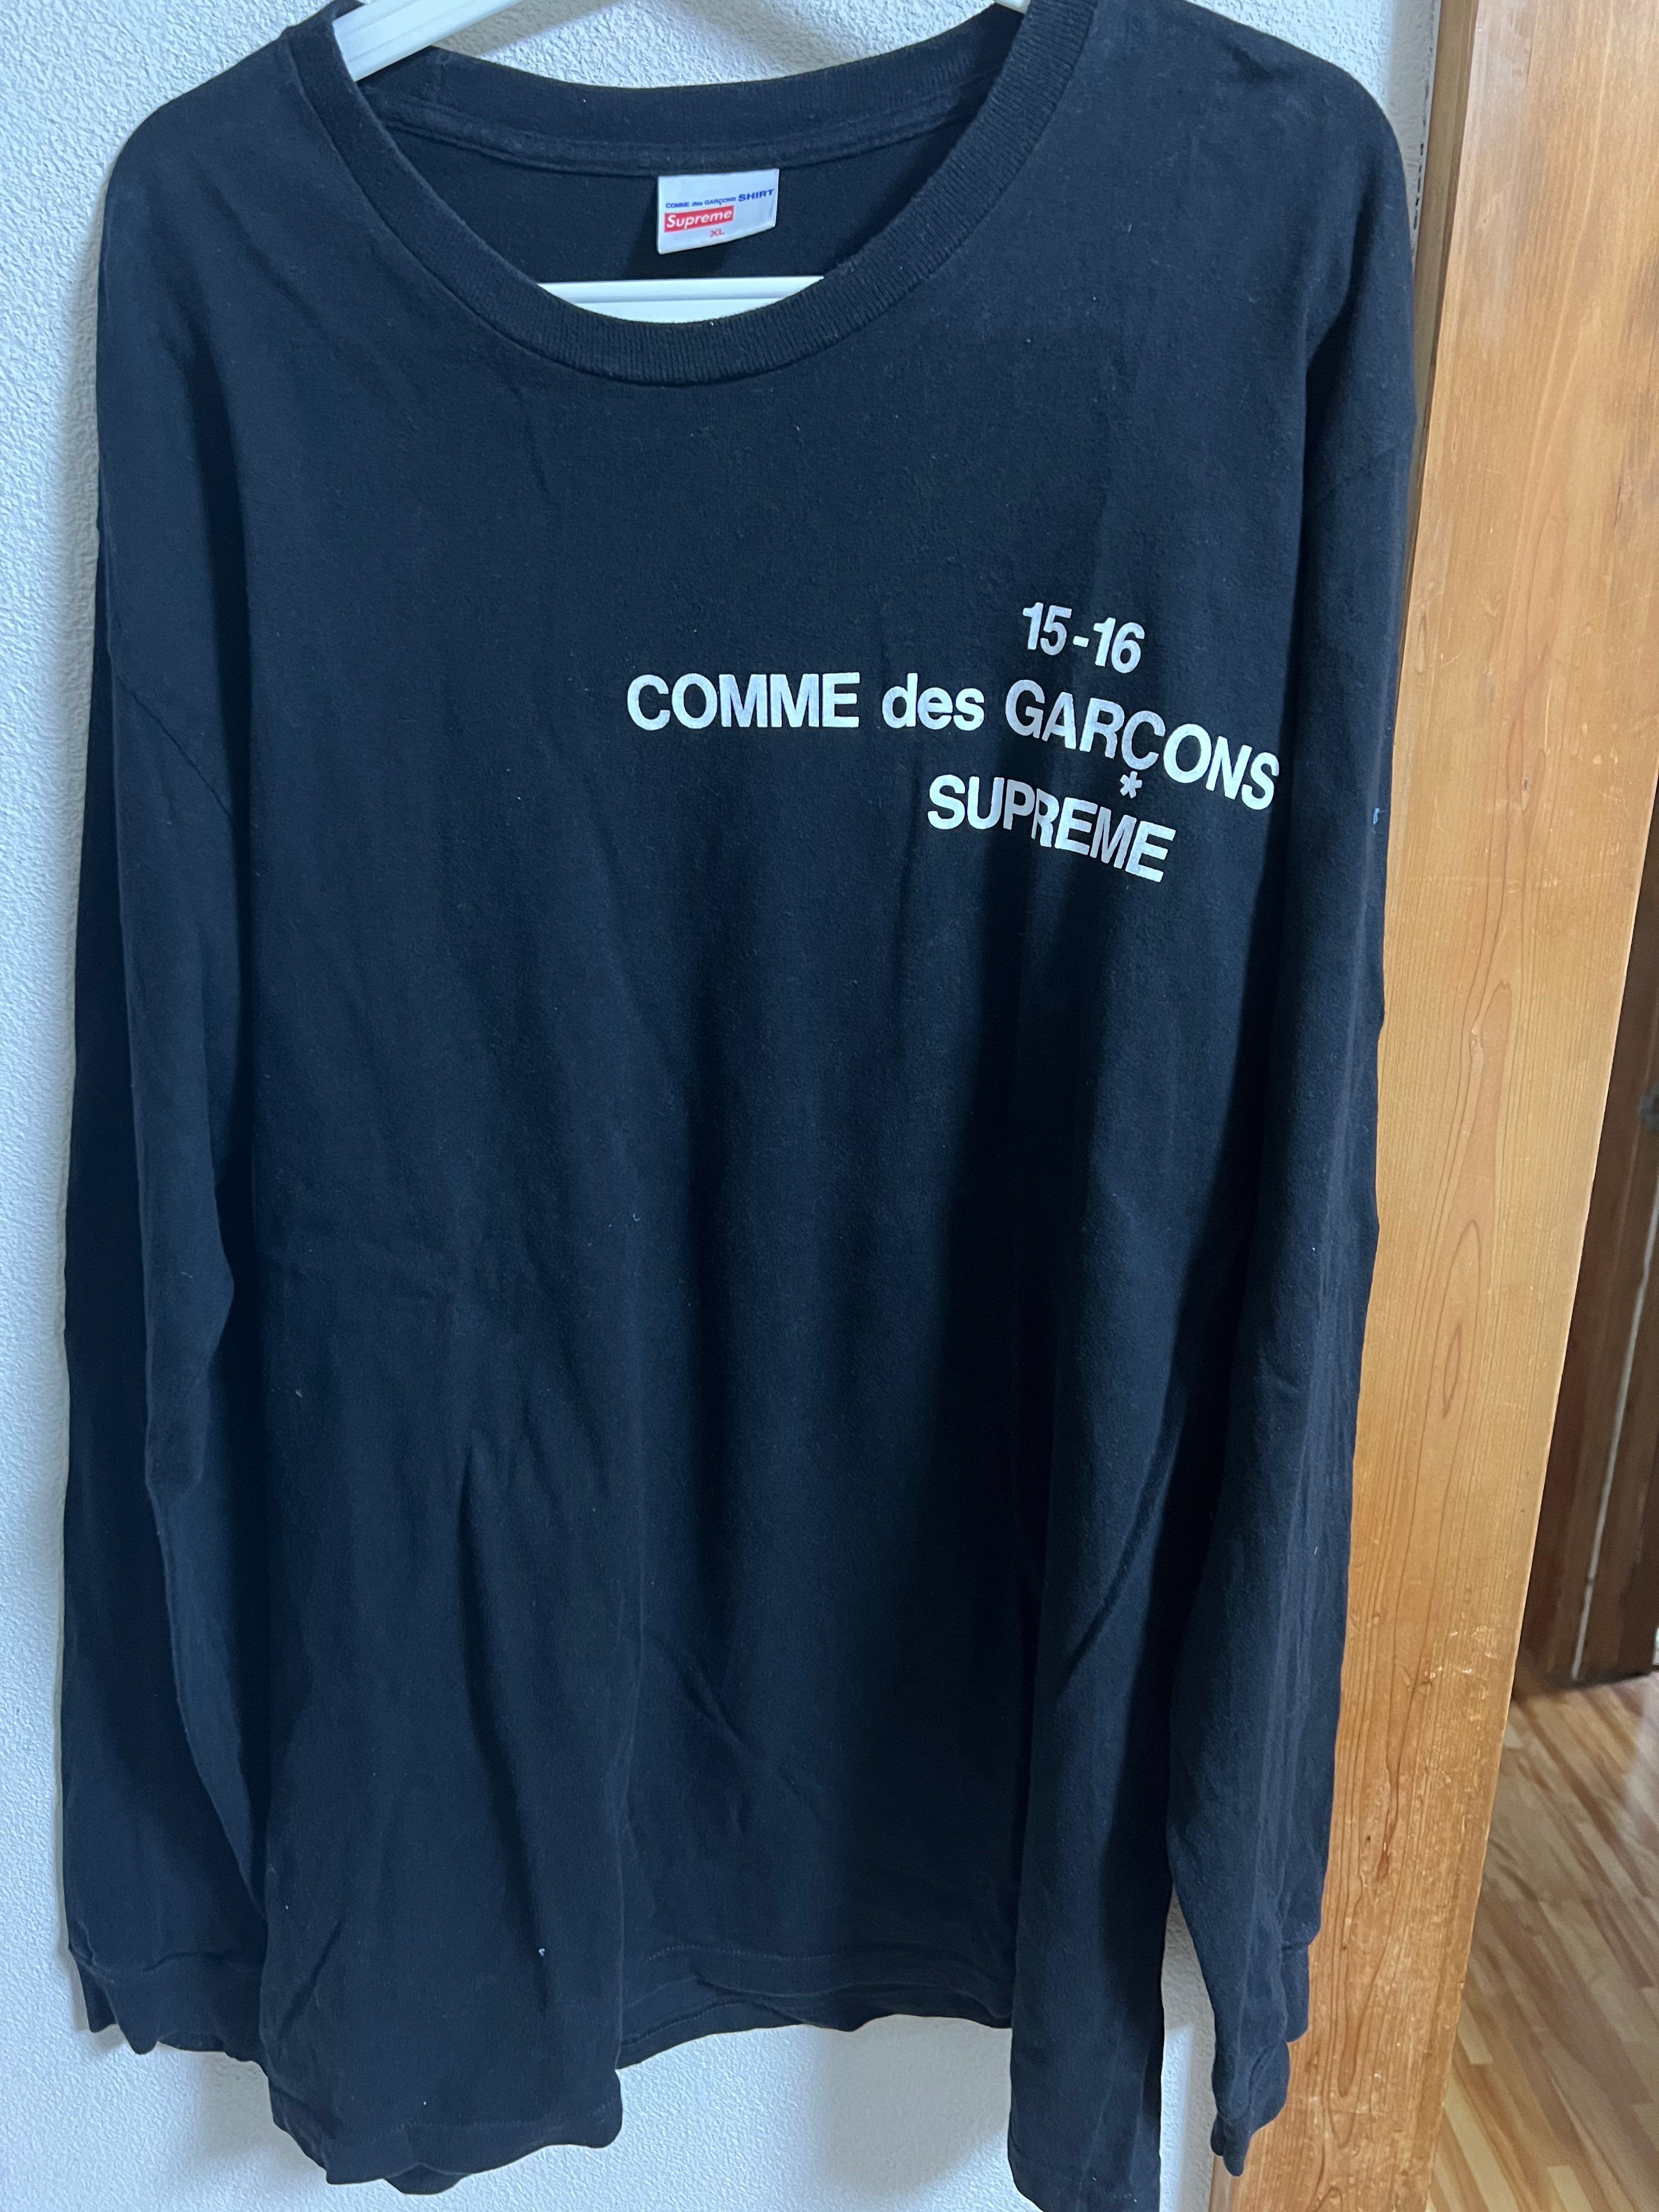 COMME des GARÇONS SHIRT
Supreme
XL
15-16
COMME des GARÇONS
*
SUPREME